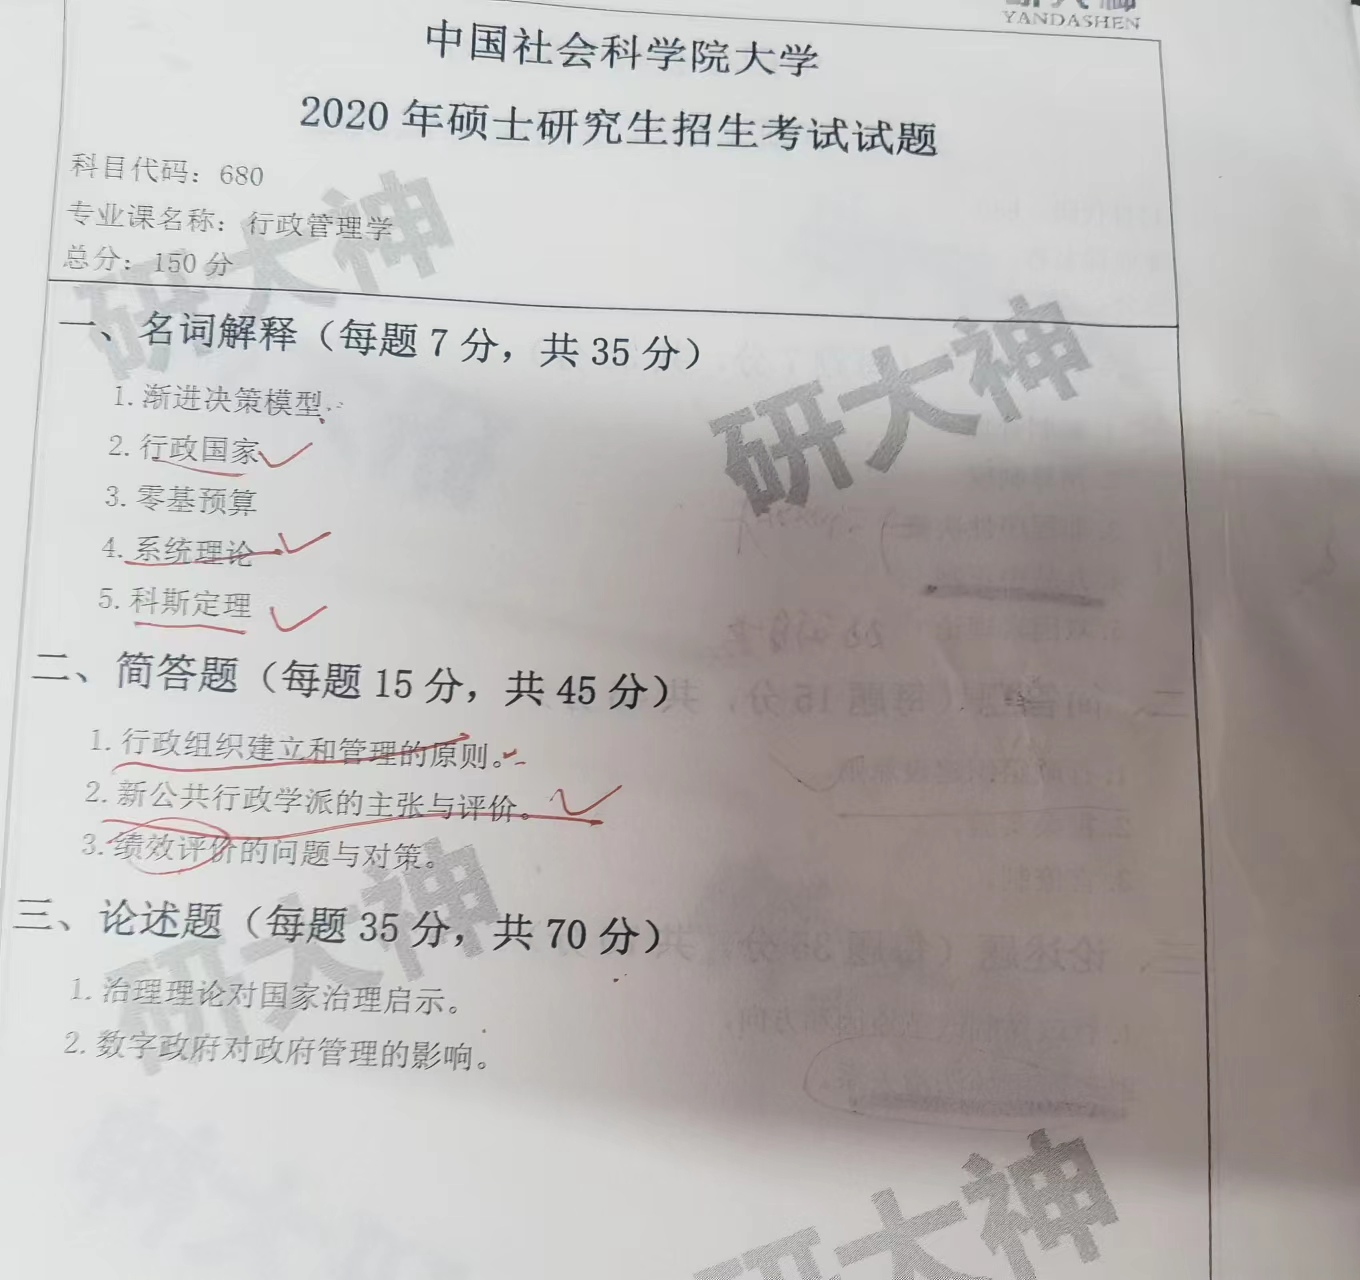 YANDASHEN
中国社会科学院大学
2020 年硕士研究生招生考试试题
科目代码：680
专业课名称：行政管理学
总分：150 分
一、名词解释（每题 7 分，共 35 分）
1. 渐进决策模型
2. 行政国家
3. 零基预算
4. 系统理论
5. 科斯定理
二、简答题（每题 15 分，共 45 分）
1. 行政组织建立和管理的原则。
2. 新公共行政学派的主张与评价。
3. 绩效评价的问题与对策。
三、论述题（每题 35 分，共 70 分）
1. 治理理论对国家治理启示。
2. 数字政府对政府管理的影响。
研大神
研大神
研大神
研大神